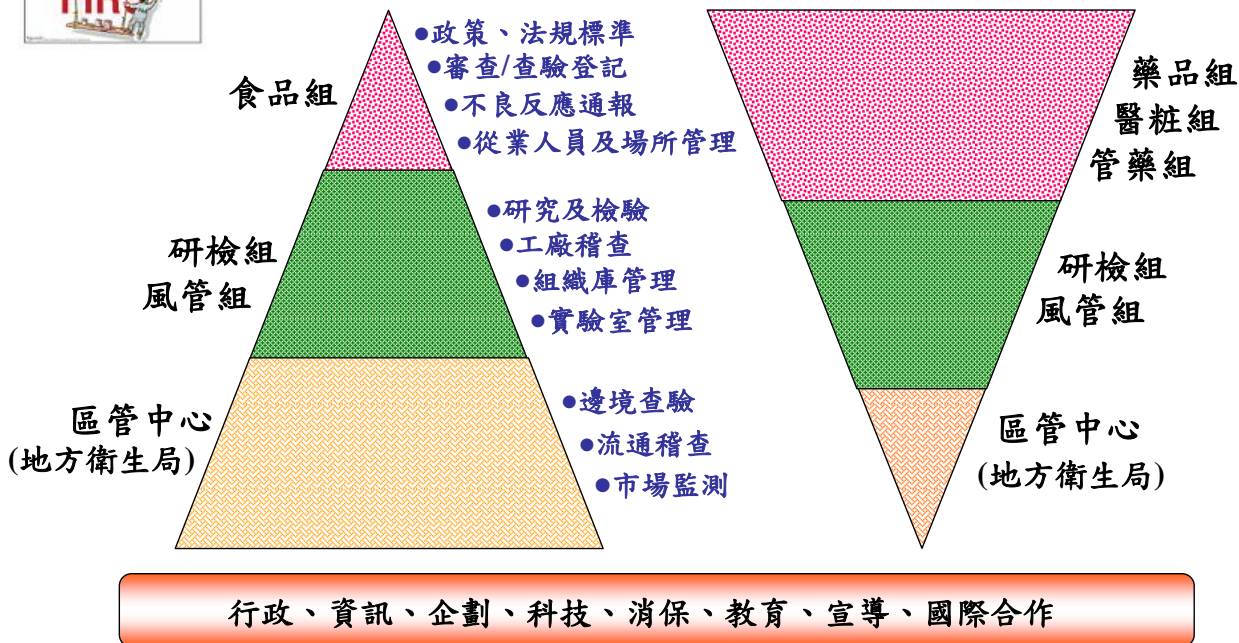 食品組
●政策、法規標準
●審查/查驗登記
●不良反應通報
●從業人員及場所管理
藥品組
醫粧組
管藥組
研檢組
風管組
●研究及檢驗
●工廠稽查
●組織庫管理
●實驗室管理
研檢組
風管組
區管中心
(地方衛生局)
●邊境查驗
●流通稽查
●市場監測
區管中心
(地方衛生局)
行政、資訊、企劃、科技、消保、教育、宣導、國際合作